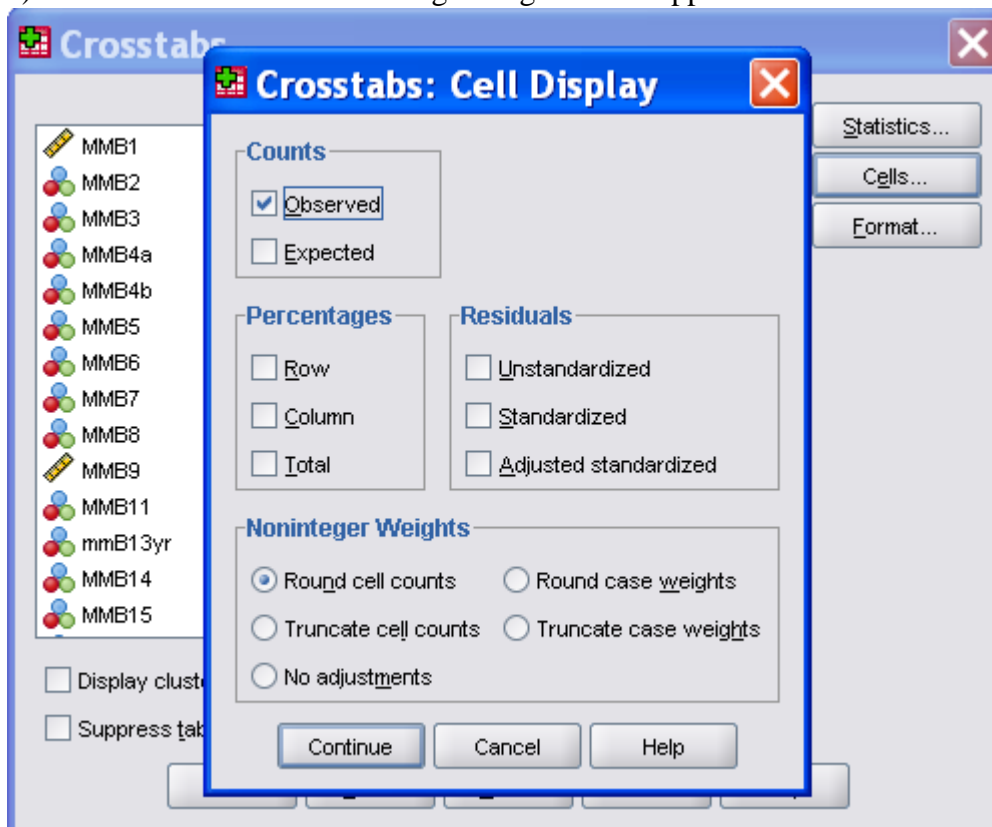 Crosstabs
Crosstabs: Cell Display
MMB1
MMB2
MMB3
MMB4a
MMB4b
MMB5
MMB6
MMB7
MMB8
MMB9
MMB11
mmB13yr
MMB14
MMB15
Display cluste
Suppress tab
Counts
Observed
Expected
Percentages
Row
Column
Total
Residuals
Unstandardized
Standardized
Adjusted standardized
Noninteger Weights
Round cell counts
Round case weights
Truncate cell counts
Truncate case weights
No adjustments
Continue
Cancel
Help
Statistics...
Cells...
Format...